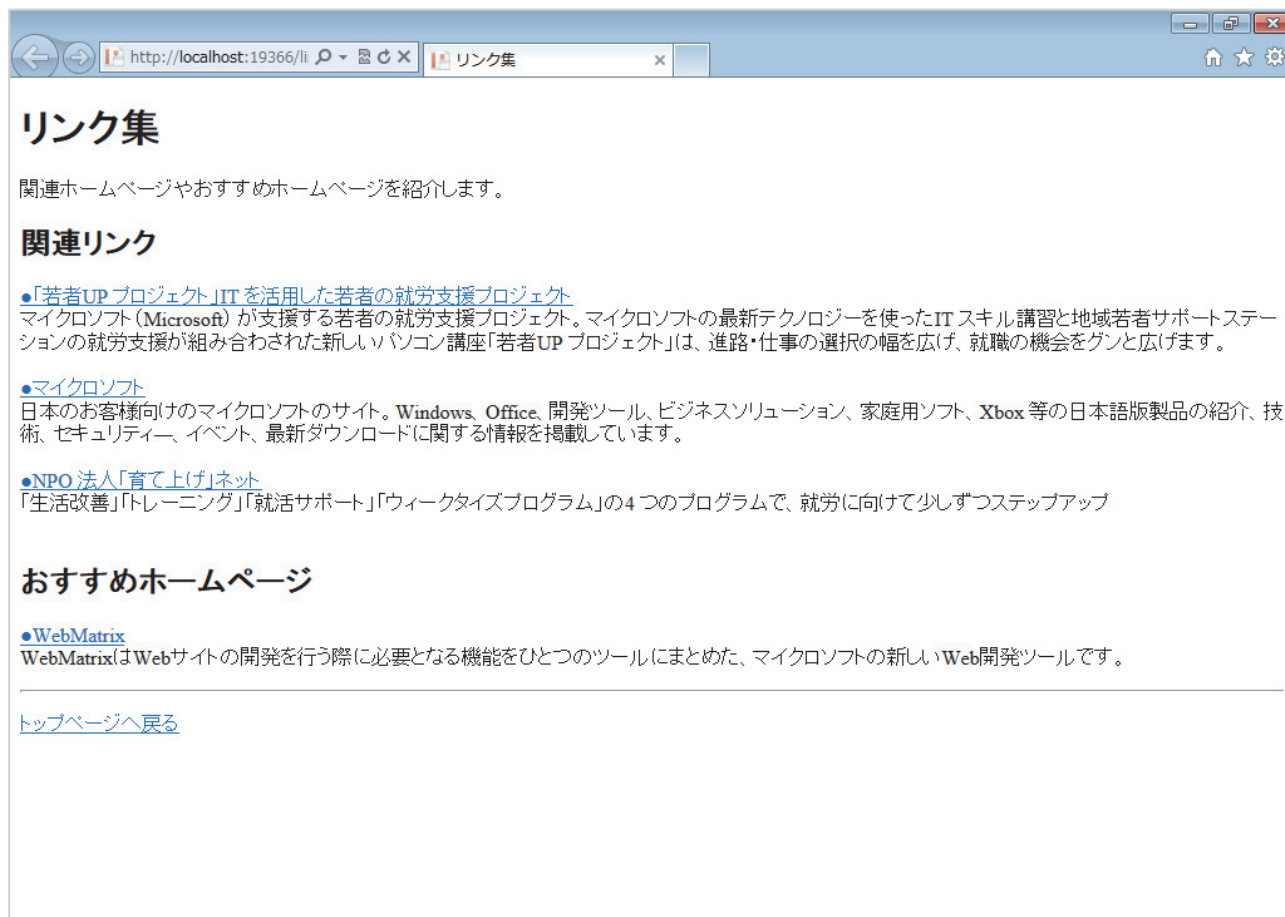 http://localhost:19366/li
リンク集
リンク集
関連ホームページやおすすめホームページを紹介します。
関連リンク
●「若者UP プロジェクト」IT を活用した若者の就労支援プロジェクト
マイクロソフト(Microsoft) が支援する若者の就労支援プロジェクト。マイクロソフトの最新テクノロジーを使ったIT スキル講習と地域若者サポートステー
ションの就労支援が組み合わされた新しいパソコン講座「若者UP プロジェクト」は、進路・仕事の選択の幅を広げ、就職の機会をグンと広げます。
●マイクロソフト
日本のお客様向けのマイクロソフトのサイト。Windows、Office、開発ツール、ビジネスソリューション、家庭用ソフト、Xbox 等の日本語版製品の紹介、技
術、セキュリティ―、イベント、最新ダウンロードに関する情報を掲載しています。
●NPO 法人「育て上げ」ネット
「生活改善」「トレーニング」「就活サポート」「ウィークタイズプログラム」の4 つのプログラムで、就労に向けて少しずつステップアップ
おすすめホームページ
●WebMatrix
WebMatrixはWebサイトの開発を行う際に必要となる機能をひとつのツールにまとめた、マイクロソフトの新しいWeb開発ツールです。
トップページへ戻る